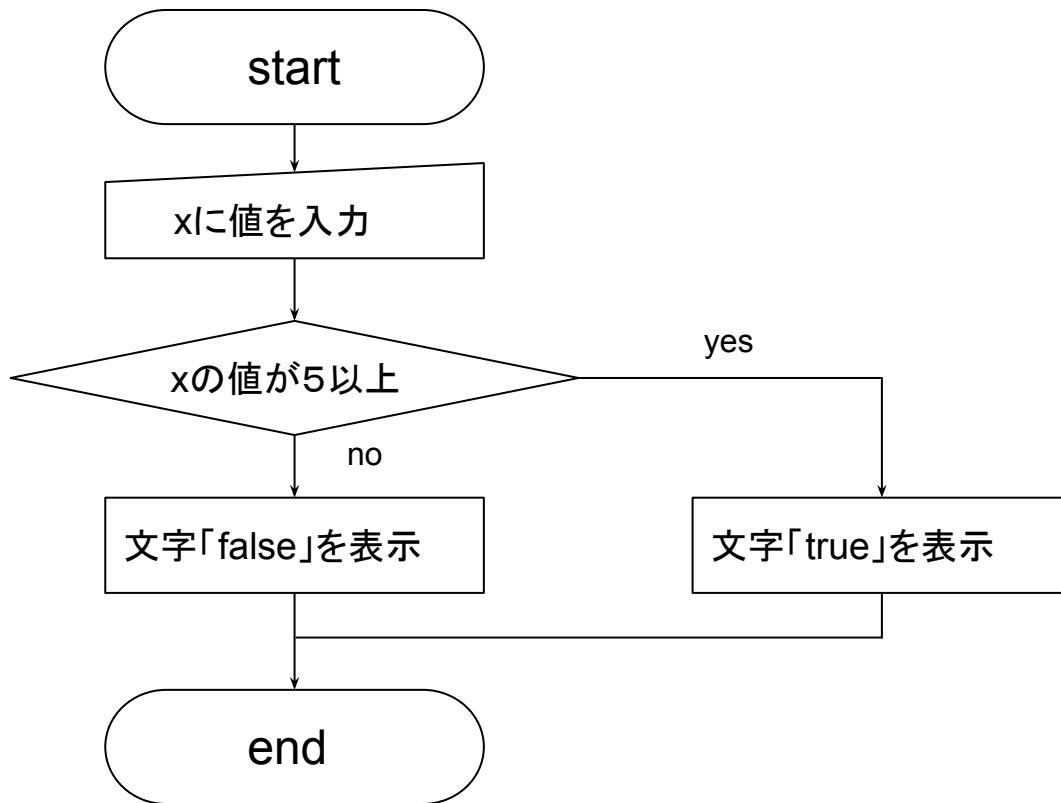 start
xに値を入力
xの値が5以上
yes
no
文字「false」を表示
文字「true」を表示
end